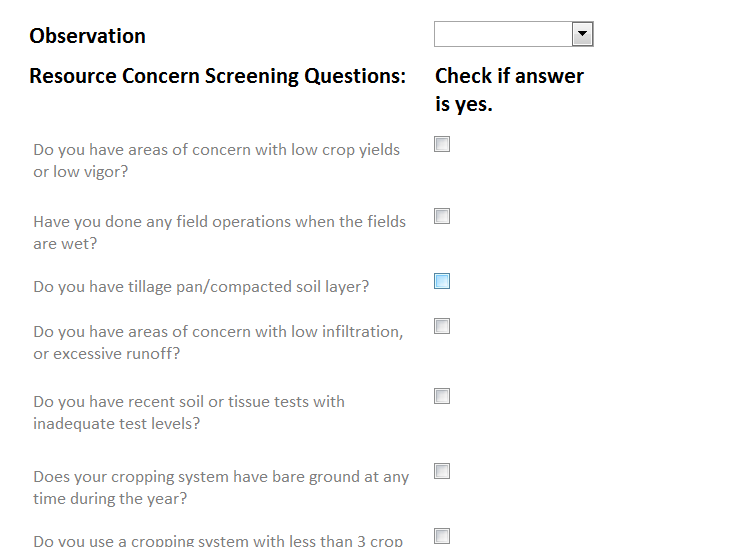 Observation
Resource Concern Screening Questions:
Check if answer
is yes.
Do you have areas of concern with low crop yields
or low vigor?
Have you done any field operations when the fields
are wet?
Do you have tillage pan/compacted soil layer?
Do you have areas of concern with low infiltration,
or excessive runoff?
Do you have recent soil or tissue tests with
inadequate test levels?
Does your cropping system have bare ground at any
time during the year?
Do you use a cropping system with less than 3 crop